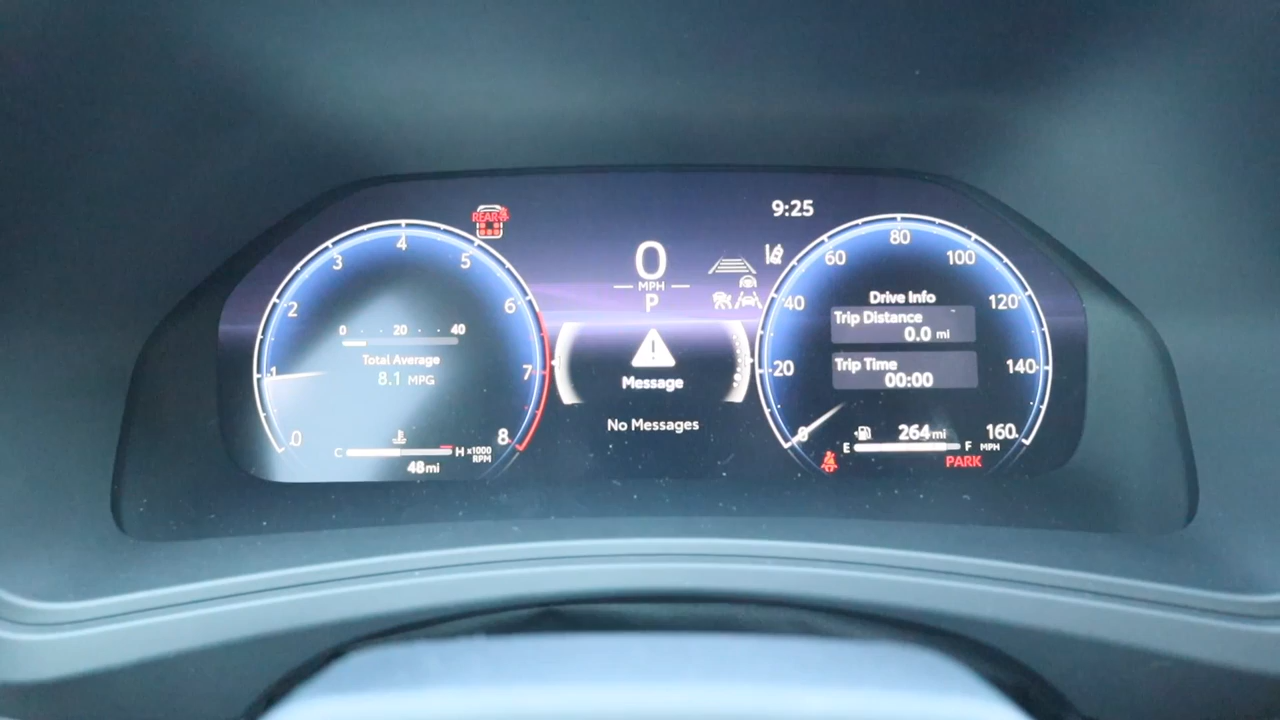 REAR
4
3
5
2
6
1
7
0
8
0 20 40
Total Average
8.1 MPG
C H x1000
RPM
48 mi
0
MPH
P
Message
No Messages
9:25
80
60 100
40 120
20 140
0 160
MPH
Drive Info
Trip Distance
0.0 mi
Trip Time
00:00
264 mi
E F
PARK